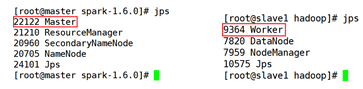 [root@master spark-1.6.0]# jps
22122 Master
21210 ResourceManager
20960 SecondaryNameNode
20705 NameNode
24101 Jps
[root@master spark-1.6.0]#
[root@slave1 hadoop]# jps
9364 Worker
7820 DataNode
7959 NodeManager
10575 Jps
[root@slave1 hadoop]#